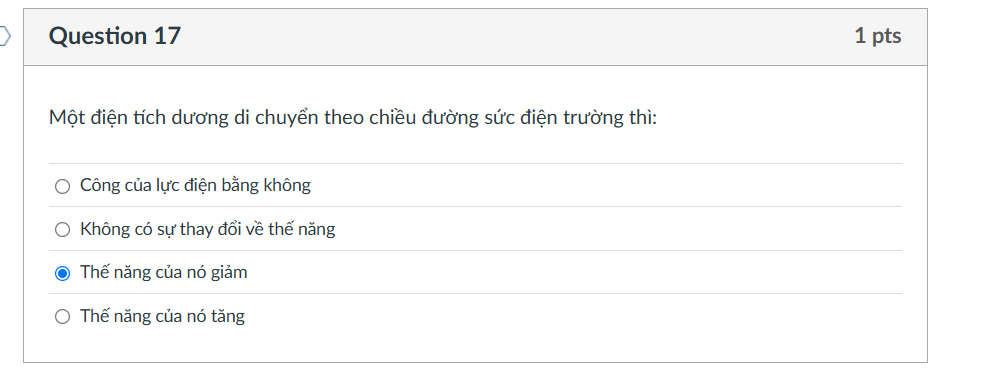 Question 17
1 pts
Một điện tích dương di chuyển theo chiều đường sức điện trường thì:
Công của lực điện bằng không
Không có sự thay đổi về thế năng
Thế năng của nó giảm
Thế năng của nó tăng